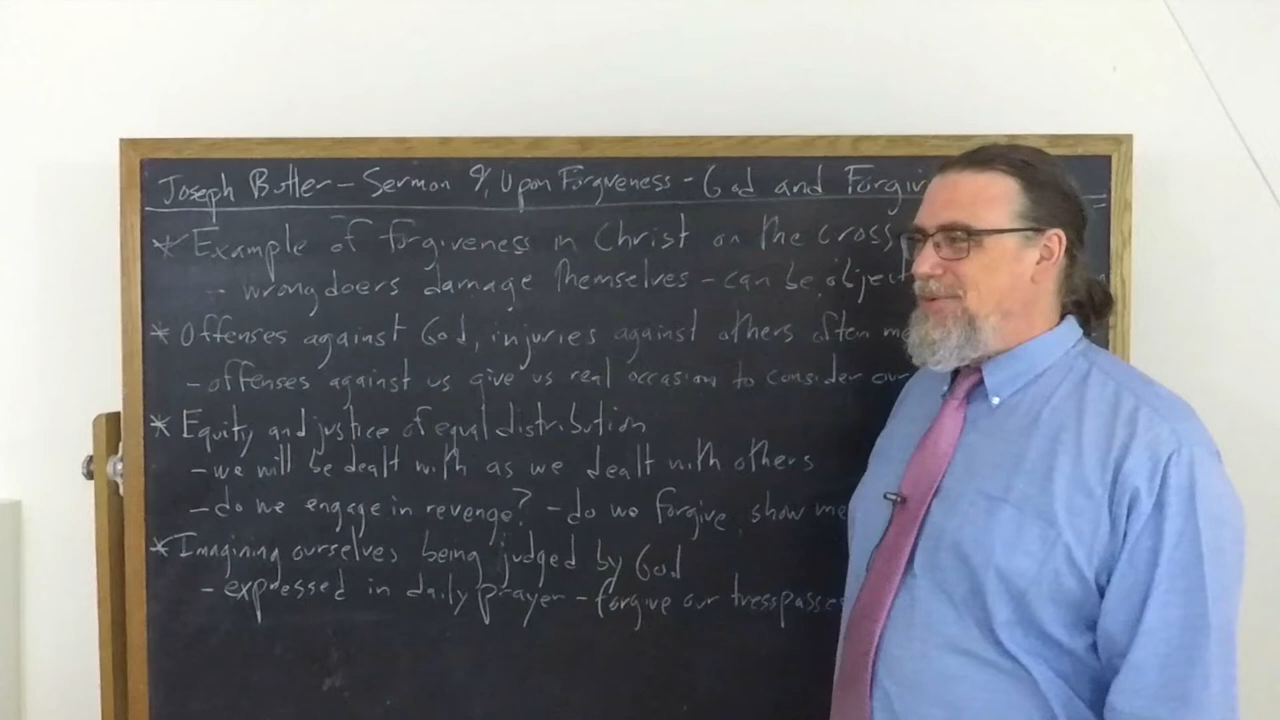 Joseph Butler - Sermon 9, Upon Forgiveness - God and Forgiv
* Example of forgiveness in Christ on the cross
- wrongdoers damage themselves - can be object
* Offenses against God, injuries against others often me
- offenses against us give us real occasion to consider our
* Equity and justice of equal distribution
- we will be dealt with as we dealt with others
- do we engage in revenge? - do we forgive, show me
* Imagining ourselves being judged by God
- expressed in daily prayer - forgive our tresspasses